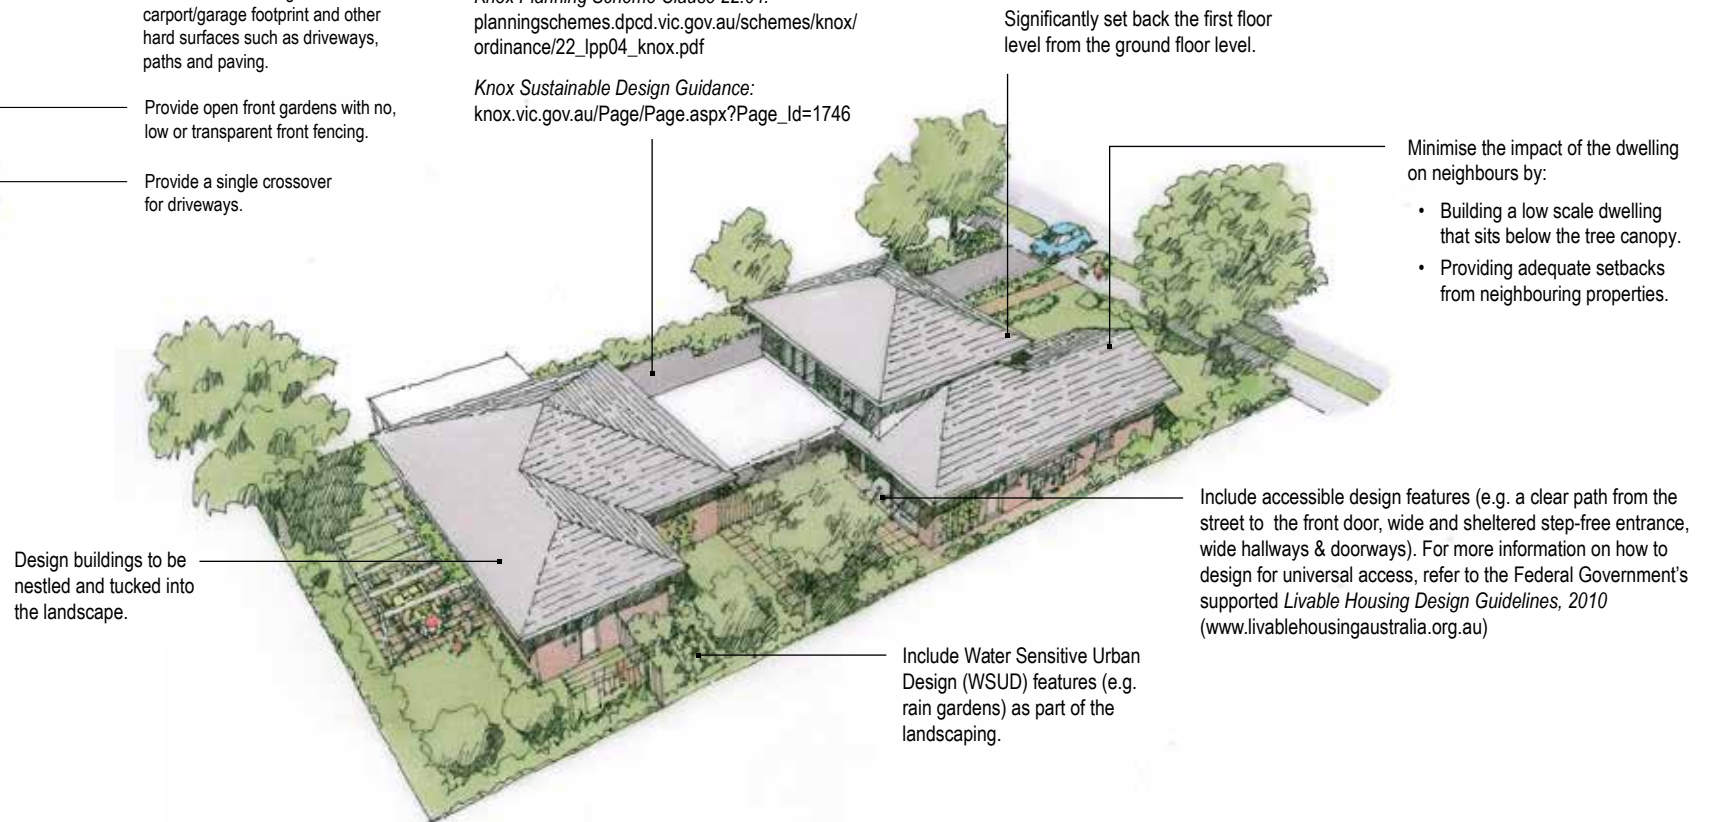 carport/garage footprint and other
hard surfaces such as driveways,
paths and paving.
Provide open front gardens with no,
low or transparent front fencing.
Provide a single crossover
for driveways.
Knox Planning Scheme Clause 22.04:
planningschemes.dpcd.vic.gov.au/schemes/knox/
ordinance/22_lpp04_knox.pdf
Knox Sustainable Design Guidance:
knox.vic.gov.au/Page/Page.aspx?Page_Id=1746
Significantly set back the first floor
level from the ground floor level.
Minimise the impact of the dwelling
on neighbours by:
• Building a low scale dwelling
that sits below the tree canopy.
• Providing adequate setbacks
from neighbouring properties.
Include accessible design features (e.g. a clear path from the
street to the front door, wide and sheltered step-free entrance,
wide hallways & doorways). For more information on how to
design for universal access, refer to the Federal Government's
supported Livable Housing Design Guidelines, 2010
(www.livablehousingaustralia.org.au)
Design buildings to be
nestled and tucked into
the landscape.
Include Water Sensitive Urban
Design (WSUD) features (e.g.
rain gardens) as part of the
landscaping.